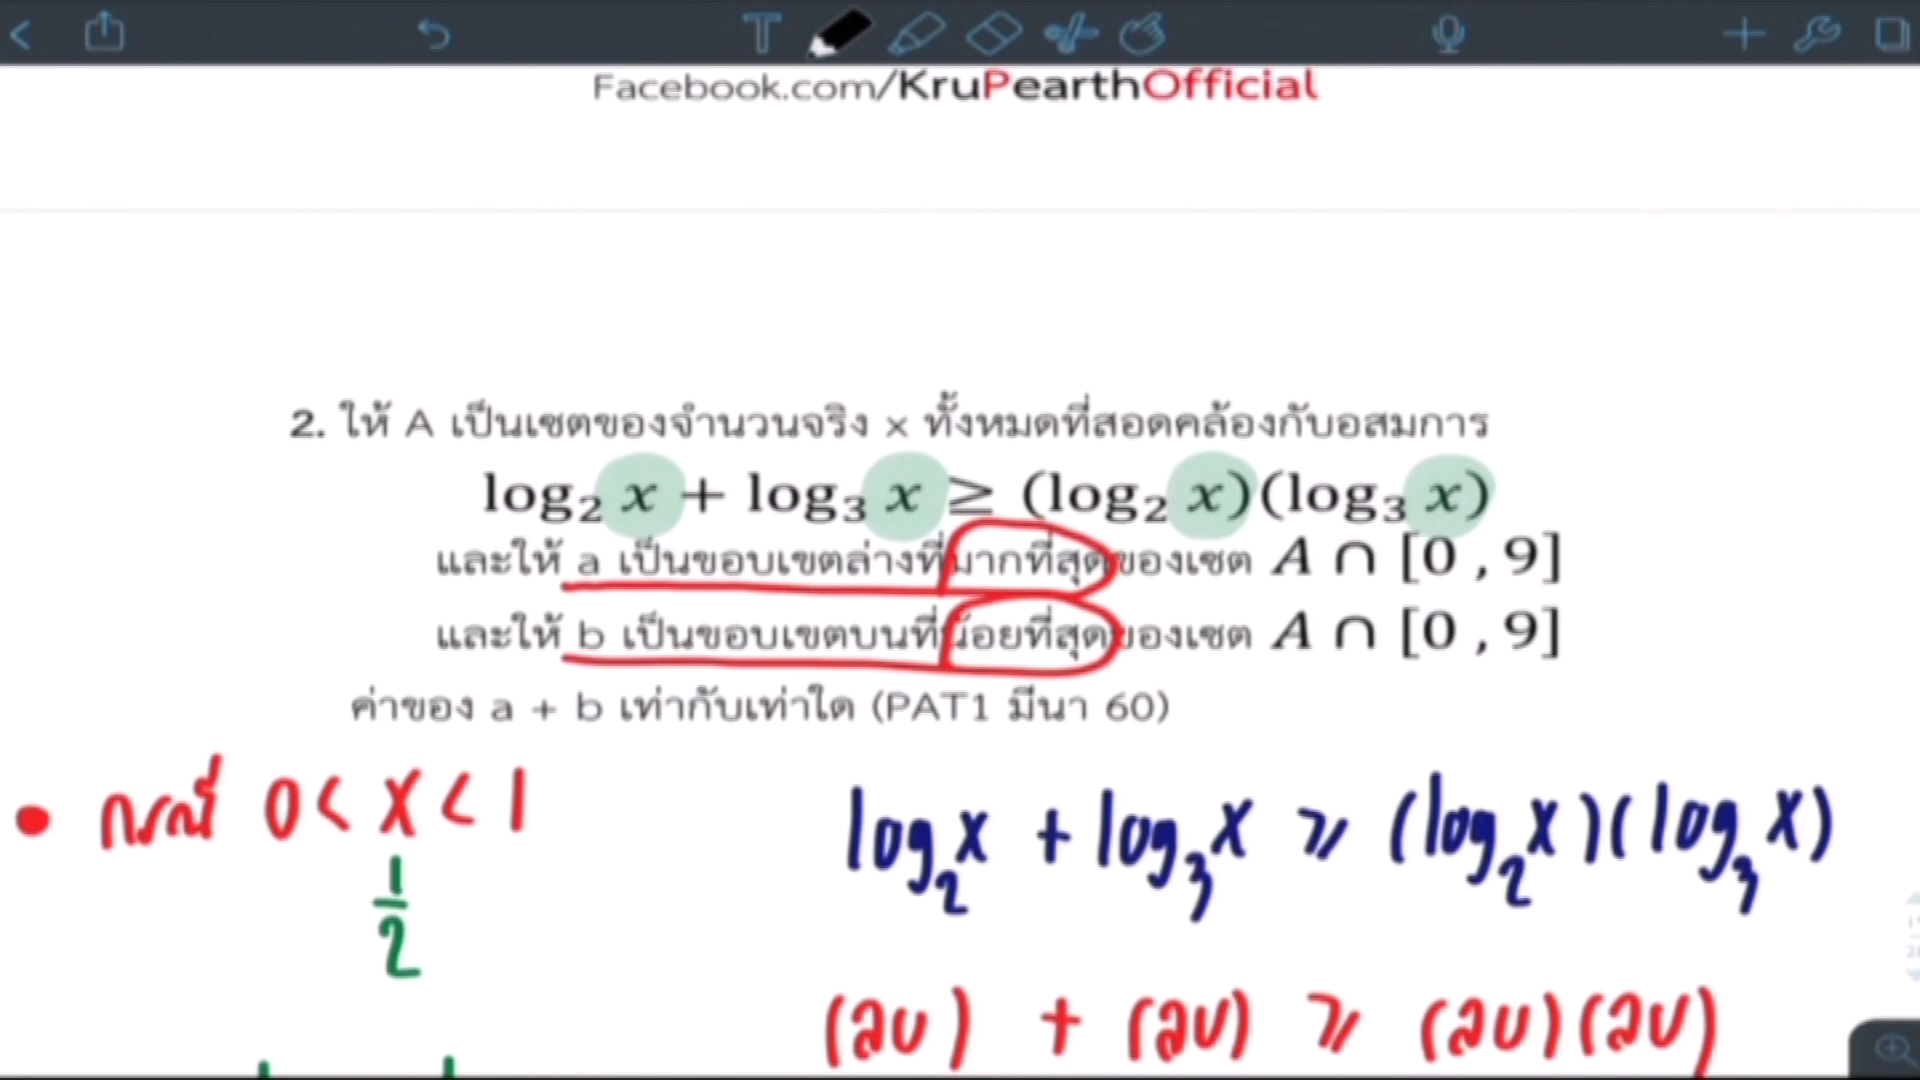 Facebook.com/KruPearthOfficial
2. ให้ A เป็นเซตของจำนวนจริง x ทั้งหมดที่สอดคล้องกับอสมการ
log₂ x + log₃ x ≥ (log₂ x)(log₃ x)
และให้ a เป็นขอบเขตล่างที่มากที่สุดของเซต A ∩ [0 , 9]
และให้ b เป็นขอบเขตบนที่น้อยที่สุดของเซต A ∩ [0 , 9]
ค่าของ a + b เท่ากับเท่าใด (PAT1 มีนา 60)
• กรณี 0 < x < 1
1/2
log₂x + log₃x ≥ (log₂x)(log₃x)
(ลบ) + (ลบ) ≥ (ลบ)(ลบ)